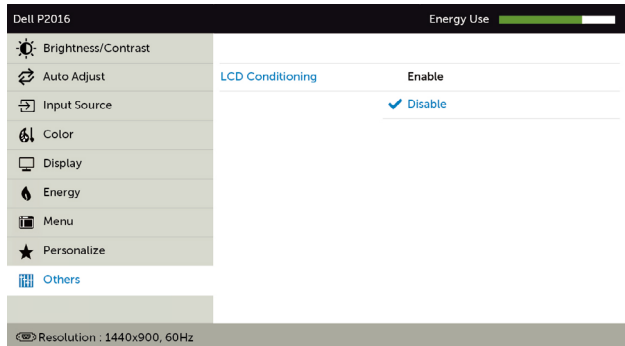 Dell P2016 Energy Use
Brightness/Contrast
Auto Adjust LCD Conditioning Enable
Input Source Disable
Color
Display
Energy
Menu
Personalize
Others
Resolution : 1440x900, 60Hz